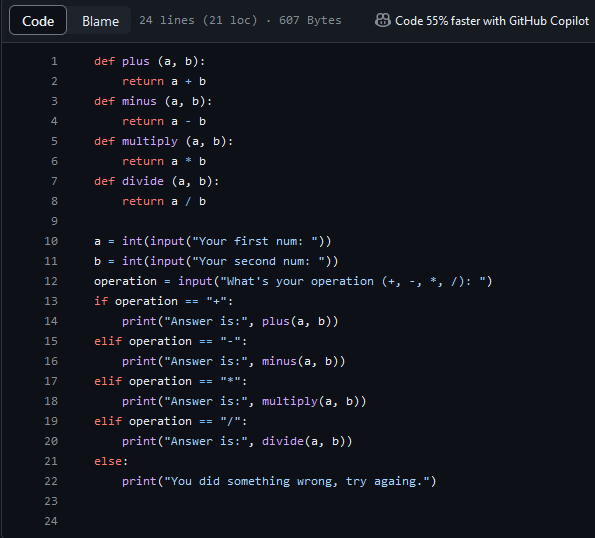 Code Blame 24 lines (21 loc) · 607 Bytes Code 55% faster with GitHub Copilot
1 def plus (a, b):
2     return a + b
3 def minus (a, b):
4     return a - b
5 def multiply (a, b):
6     return a * b
7 def divide (a, b):
8     return a / b
9
10 a = int(input("Your first num: "))
11 b = int(input("Your second num: "))
12 operation = input("What's your operation (+, -, *, /): ")
13 if operation == "+":
14     print("Answer is:", plus(a, b))
15 elif operation == "-":
16     print("Answer is:", minus(a, b))
17 elif operation == "*":
18     print("Answer is:", multiply(a, b))
19 elif operation == "/":
20     print("Answer is:", divide(a, b))
21 else:
22     print("You did something wrong, try againg.")
23
24